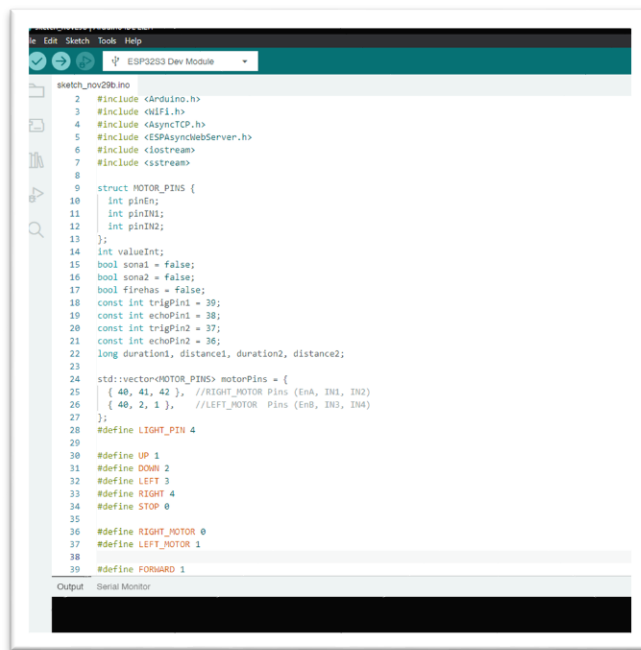 le Edit Sketch Tools Help
ESP32S3 Dev Module
sketch_nov29b.ino
2 #include <Arduino.h>
3 #include <WiFi.h>
4 #include <AsyncTCP.h>
5 #include <ESPAsyncWebServer.h>
6 #include <iostream>
7 #include <sstream>
8
9 struct MOTOR_PINS {
10 int pinEn;
11 int pinIN1;
12 int pinIN2;
13 };
14 int valueInt;
15 bool sona1 = false;
16 bool sona2 = false;
17 bool firehas = false;
18 const int trigPin1 = 39;
19 const int echoPin1 = 38;
20 const int trigPin2 = 37;
21 const int echoPin2 = 36;
22 long duration1, distance1, duration2, distance2;
23
24 std::vector<MOTOR_PINS> motorPins = {
25 { 40, 41, 42 }, //RIGHT_MOTOR Pins (EnA, IN1, IN2)
26 { 40, 2, 1 }, //LEFT_MOTOR Pins (EnB, IN3, IN4)
27 };
28 #define LIGHT_PIN 4
29
30 #define UP 1
31 #define DOWN 2
32 #define LEFT 3
33 #define RIGHT 4
34 #define STOP 0
35
36 #define RIGHT_MOTOR 0
37 #define LEFT_MOTOR 1
38
39 #define FORWARD 1
Output Serial Monitor